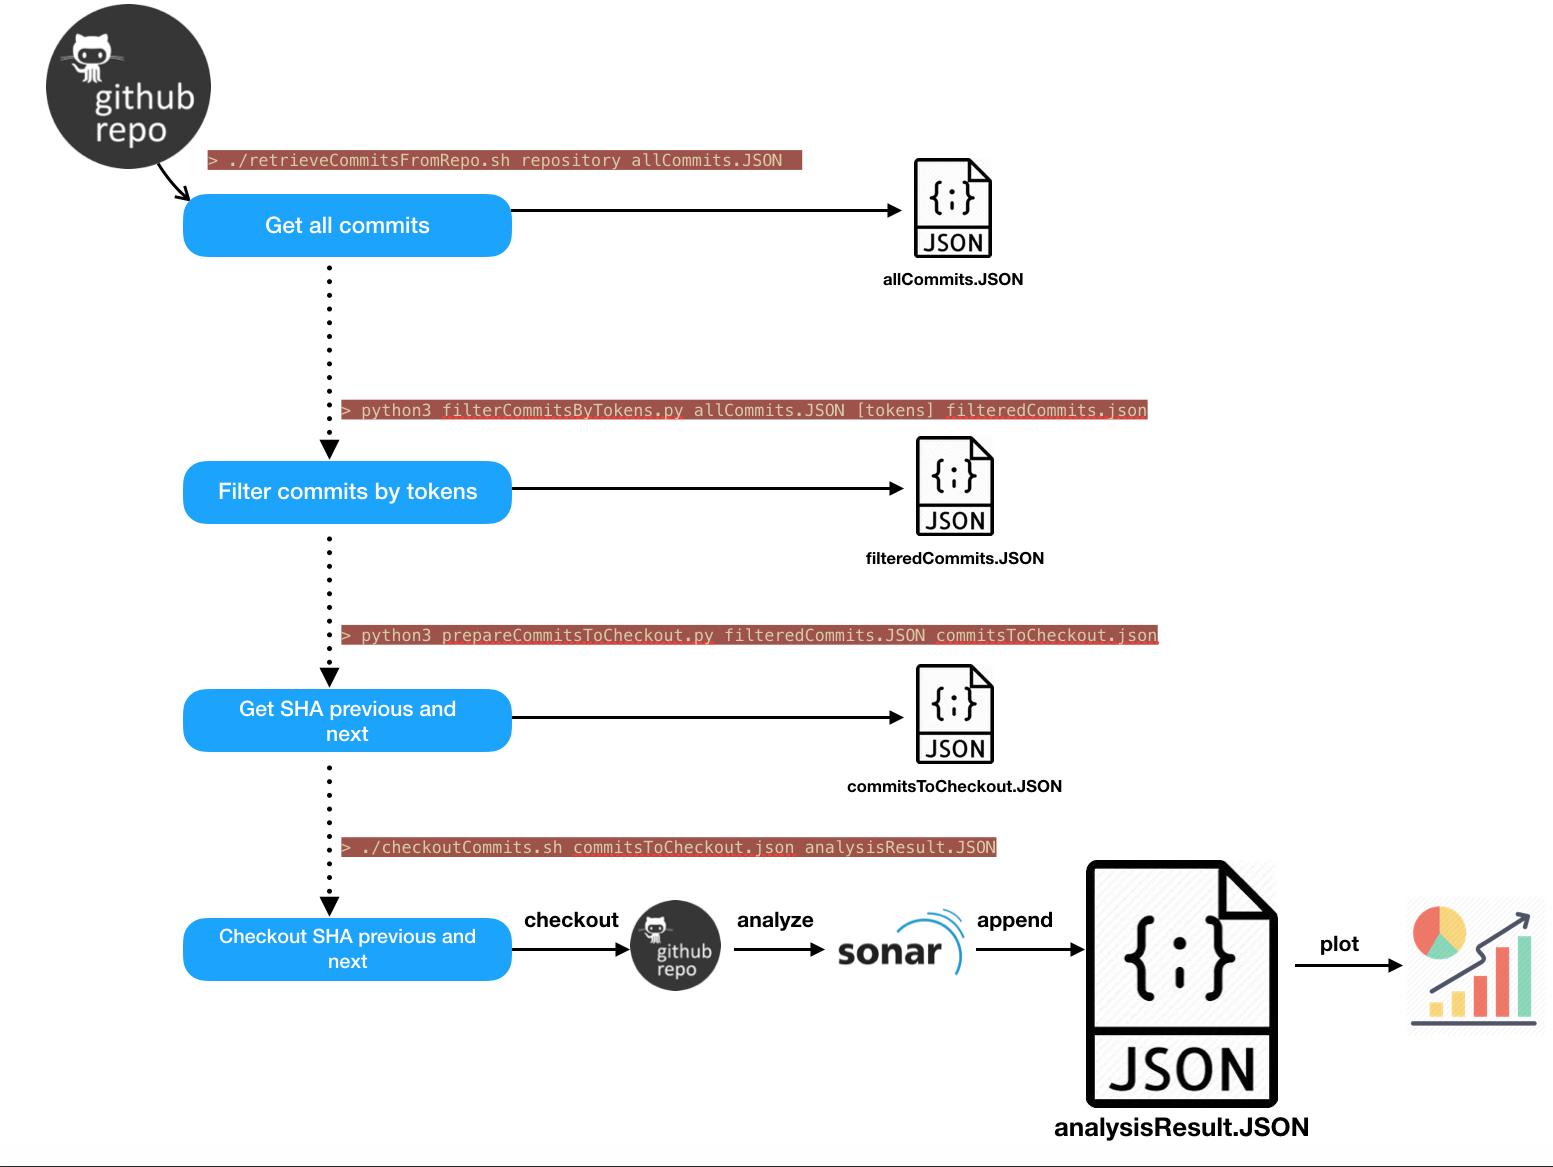 github
repo
> ./retrieveCommitsFromRepo.sh repository allCommits.JSON
Get all commits
{;}
JSON
allCommits.JSON
> python3 filterCommitsByTokens.py allCommits.JSON [tokens] filteredCommits.json
Filter commits by tokens
{;}
JSON
filteredCommits.JSON
> python3 prepareCommitsToCheckout.py filteredCommits.JSON commitsToCheckout.json
Get SHA previous and
next
{;}
JSON
commitsToCheckout.JSON
> ./checkoutCommits.sh commitsToCheckout.json analysisResult.JSON
Checkout SHA previous and
next
checkout
github
repo
analyze
sonar
append
{;}
JSON
analysisResult.JSON
plot